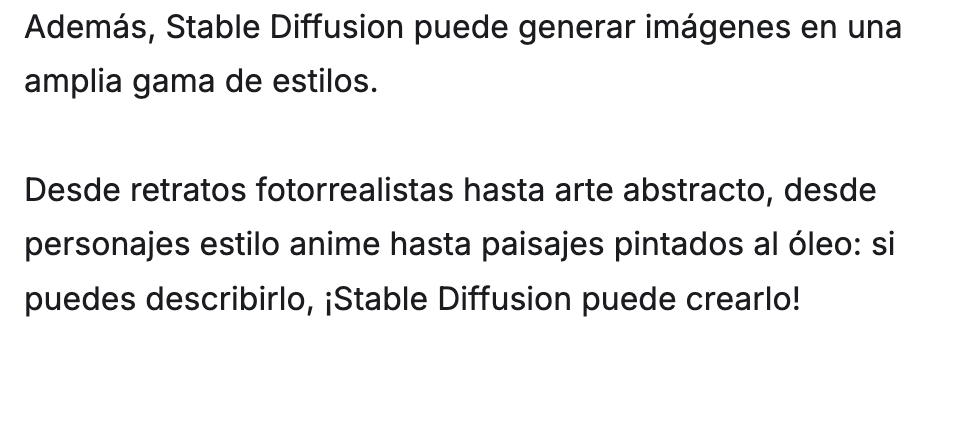 Además, Stable Diffusion puede generar imágenes en una
amplia gama de estilos.
Desde retratos fotorrealistas hasta arte abstracto, desde
personajes estilo anime hasta paisajes pintados al óleo: si
puedes describirlo, ¡Stable Diffusion puede crearlo!